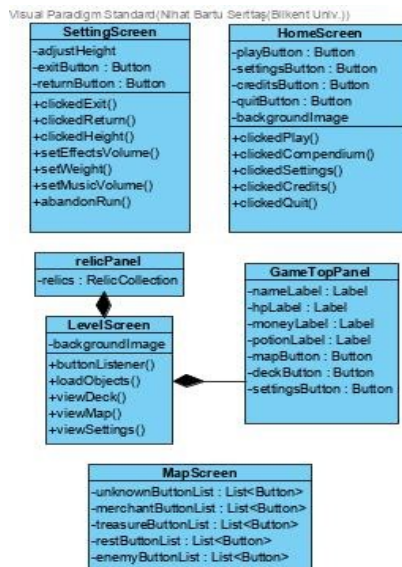 Visual Paradigm Standard(Nihat Bartu Serttaş(Bilkent Univ.))
SettingScreen
-adjustHeight
-exitButton : Button
-returnButton : Button
+clickedExit()
+clickedReturn()
+clickedHeight()
+setEffectsVolume()
+setWeight()
+setMusicVolume()
+abandonRun()
HomeScreen
-playButton : Button
-settingsButton : Button
-creditsButton : Button
-quitButton : Button
-backgroundImage
+clickedPlay()
+clickedCompendium()
+clickedSettings()
+clickedCredits()
+clickedQuit()
relicPanel
-relics : RelicCollection
LevelScreen
-backgroundImage
+buttonListener()
+loadObjects()
+viewDeck()
+viewMap()
+viewSettings()
GameTopPanel
-nameLabel : Label
-hpLabel : Label
-moneyLabel : Label
-potionLabel : Label
-mapButton : Button
-deckButton : Button
-settingsButton : Button
MapScreen
-unknownButtonList : List<Button>
-merchantButtonList : List<Button>
-treasureButtonList : List<Button>
-restButtonList : List<Button>
-enemyButtonList : List<Button>